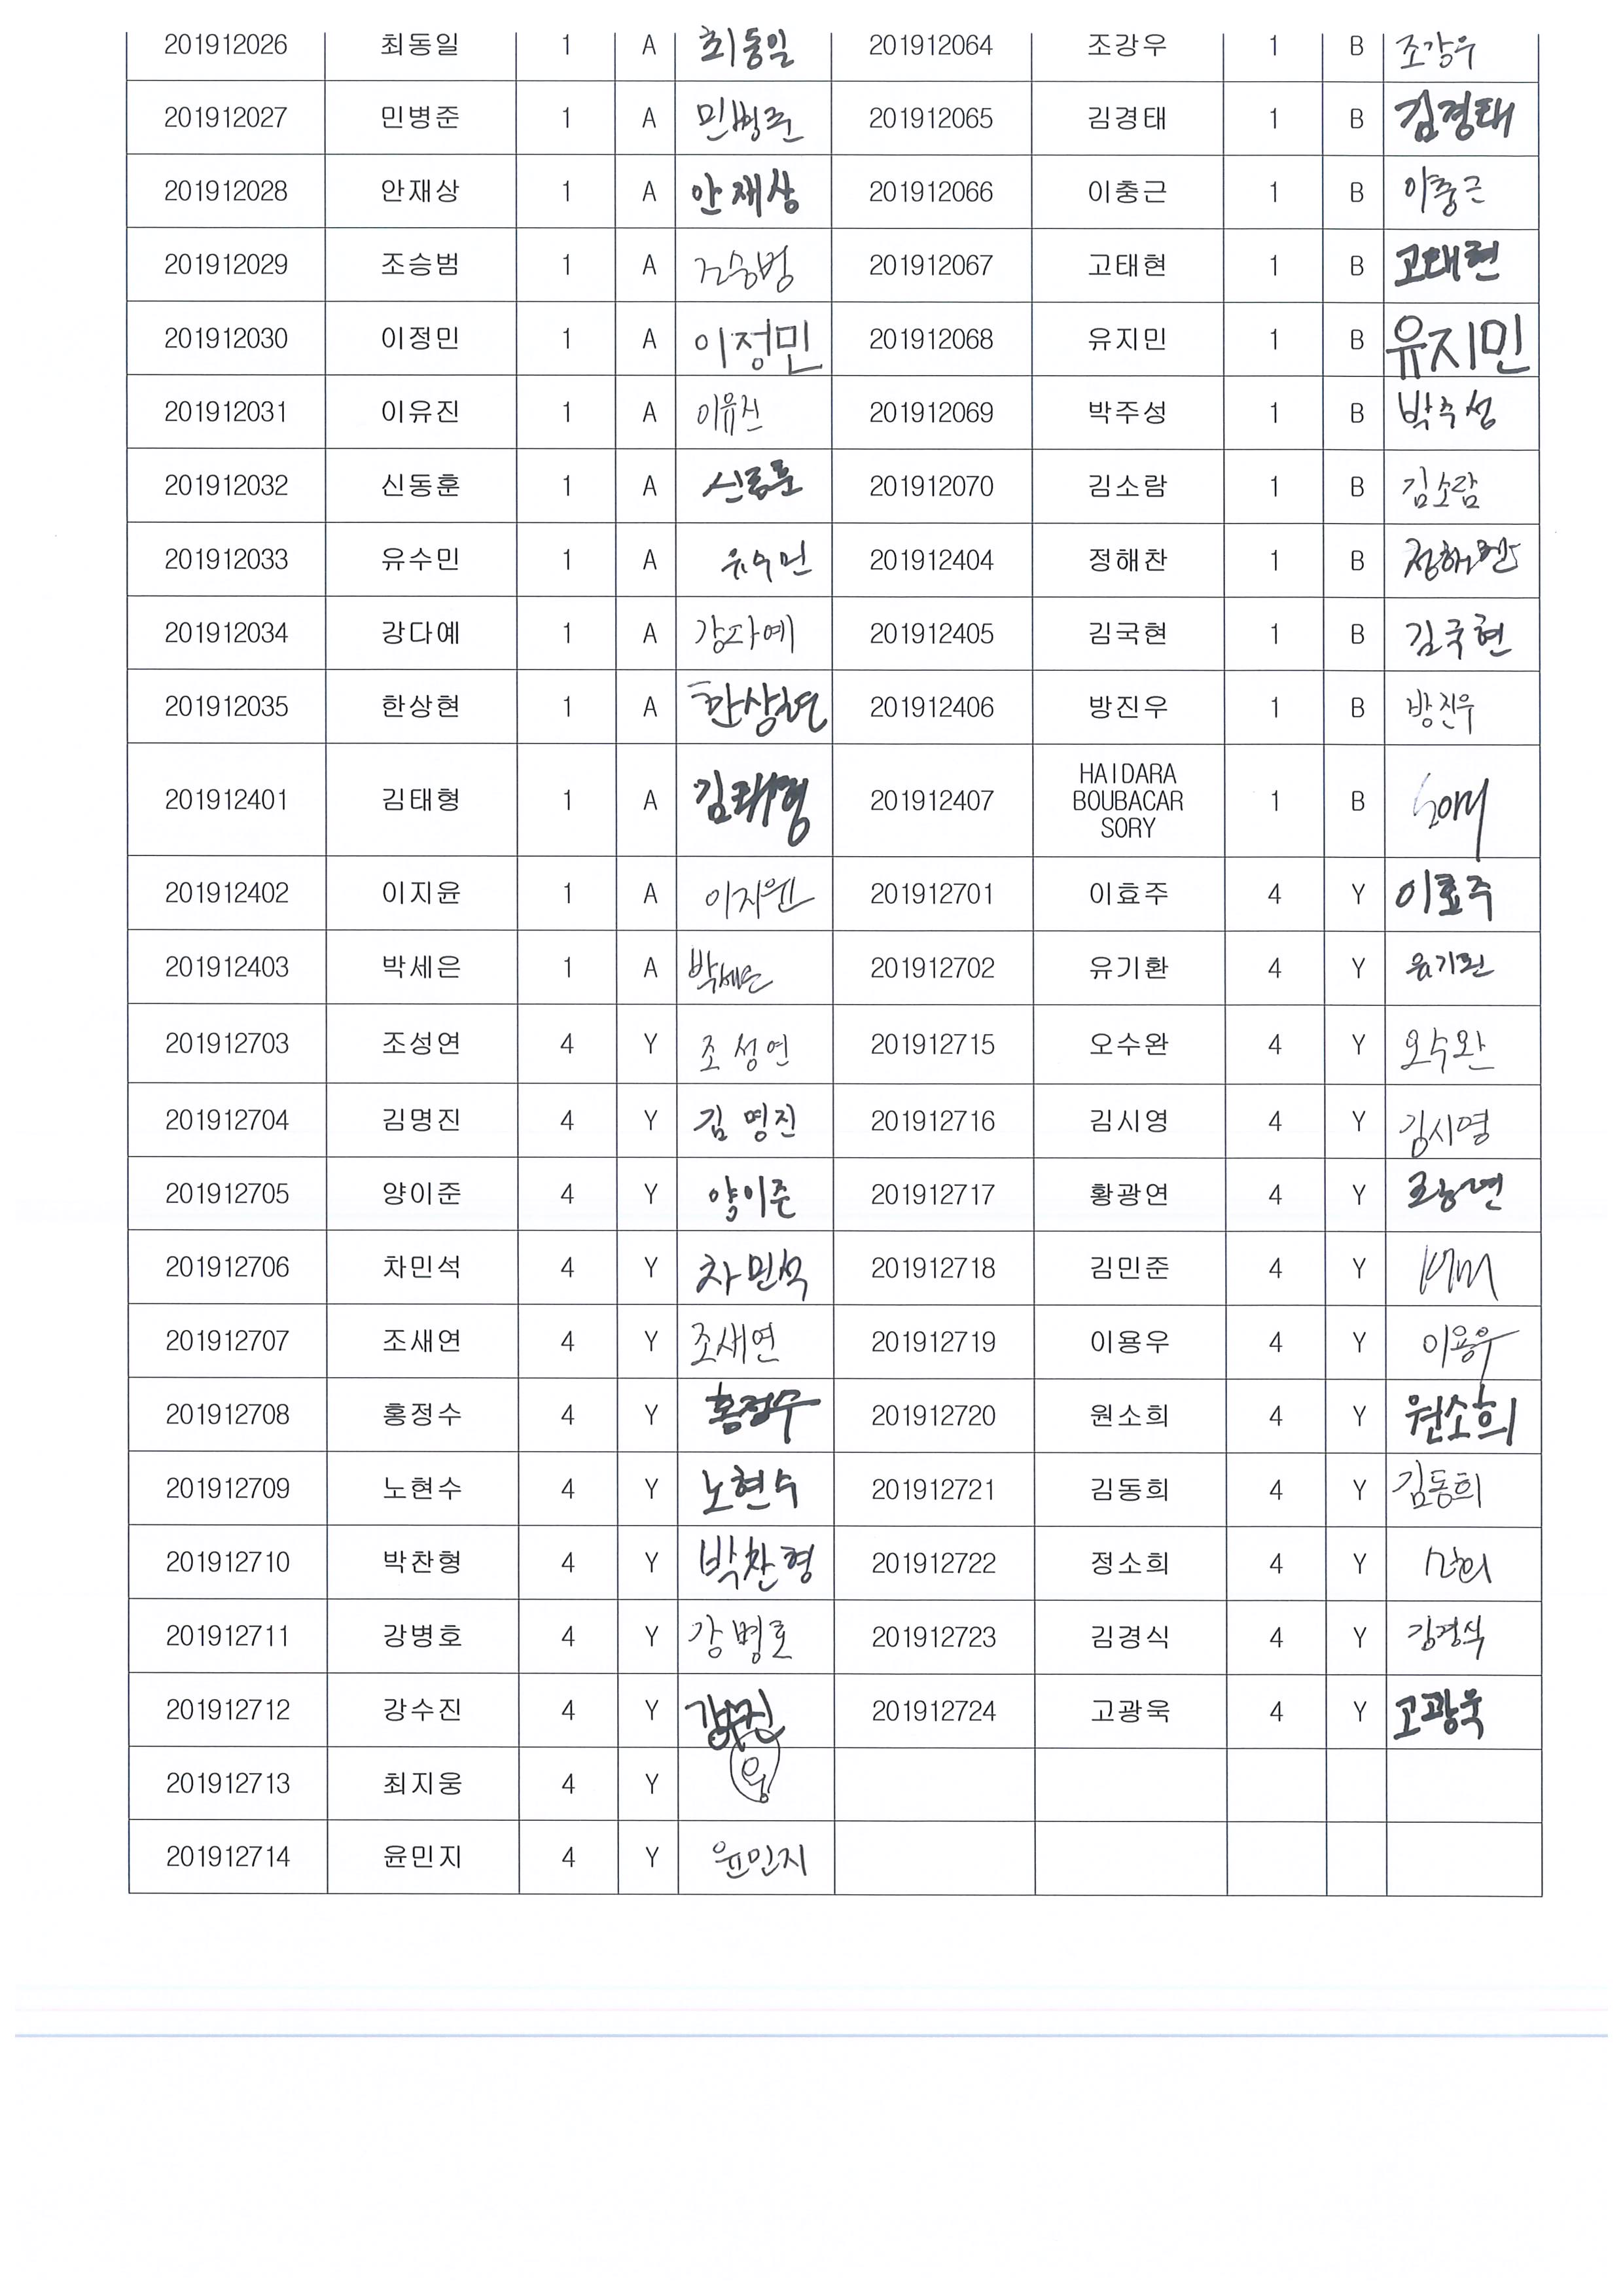 201912026 최동일 1 A 최동일 201912064 조강우 1 B 조강우
201912027 민병준 1 A 민병준 201912065 김경태 1 B 김경태
201912028 안재상 1 A 안재상 201912066 이충근 1 B 이충근
201912029 조승범 1 A 조승범 201912067 고태현 1 B 고태현
201912030 이정민 1 A 이정민 201912068 유지민 1 B 유지민
201912031 이유진 1 A 이유진 201912069 박주성 1 B 박주성
201912032 신동훈 1 A 신동훈 201912070 김소람 1 B 김소람
201912033 유수민 1 A 유수민 201912404 정해찬 1 B 정해찬
201912034 강다예 1 A 강다예 201912405 김국현 1 B 김국현
201912035 한상현 1 A 한상현 201912406 방진우 1 B 방진우
HAIDARA
201912401 김태형 1 A 김태형 201912407 BOUBACAR 1 B
SORY
201912402 이지윤 1 A 이지윤 201912701 이효주 4 Y 이효주
201912403 박세은 1 A 박세은 201912702 유기환 4 Y 유기환
201912703 조성연 4 Y 조성연 201912715 오수완 4 Y 오수완
201912704 김명진 4 Y 김명진 201912716 김시영 4 Y 김시영
201912705 양이준 4 Y 양이준 201912717 황광연 4 Y
201912706 차민석 4 Y 차민석 201912718 김민준 4 Y
201912707 조새연 4 Y 조새연 201912719 이용우 4 Y 이용우
201912708 홍정수 4 Y 홍정수 201912720 원소희 4 Y 원소희
201912709 노현수 4 Y 노현수 201912721 김동희 4 Y 김동희
201912710 박찬형 4 Y 박찬형 201912722 정소희 4 Y
201912711 강병호 4 Y 강병호 201912723 김경식 4 Y 김경식
201912712 강수진 4 Y 강수진 201912724 고광욱 4 Y 고광욱
201912713 최지웅 4 Y 웅
201912714 윤민지 4 Y 윤민지